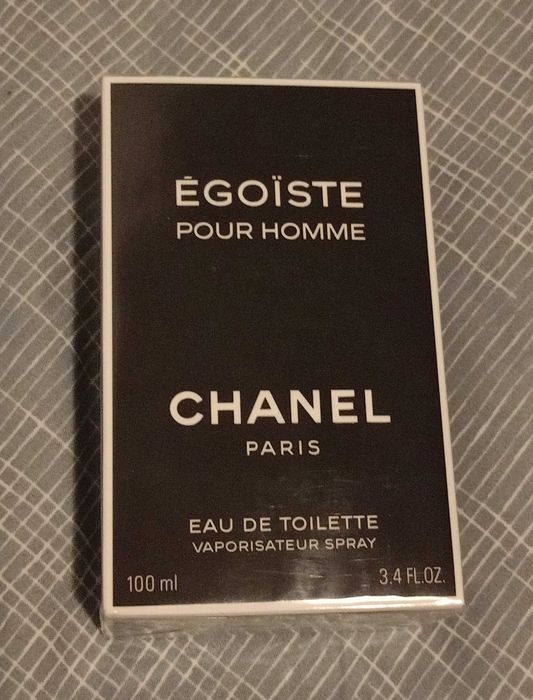 ÉGOÏSTE
POUR HOMME
CHANEL
PARIS
EAU DE TOILETTE
VAPORISATEUR SPRAY
100 ml 3.4 FL.OZ.